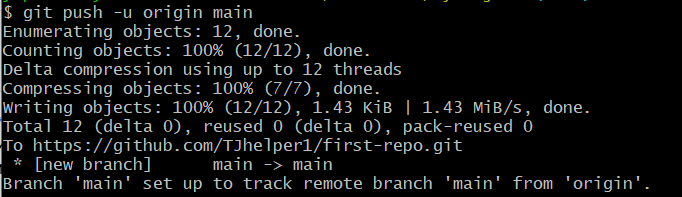 $ git push -u origin main
Enumerating objects: 12, done.
Counting objects: 100% (12/12), done.
Delta compression using up to 12 threads
Compressing objects: 100% (7/7), done.
Writing objects: 100% (12/12), 1.43 KiB | 1.43 MiB/s, done.
Total 12 (delta 0), reused 0 (delta 0), pack-reused 0
To https://github.com/TJhelper1/first-repo.git
 * [new branch]      main -> main
Branch 'main' set up to track remote branch 'main' from 'origin'.